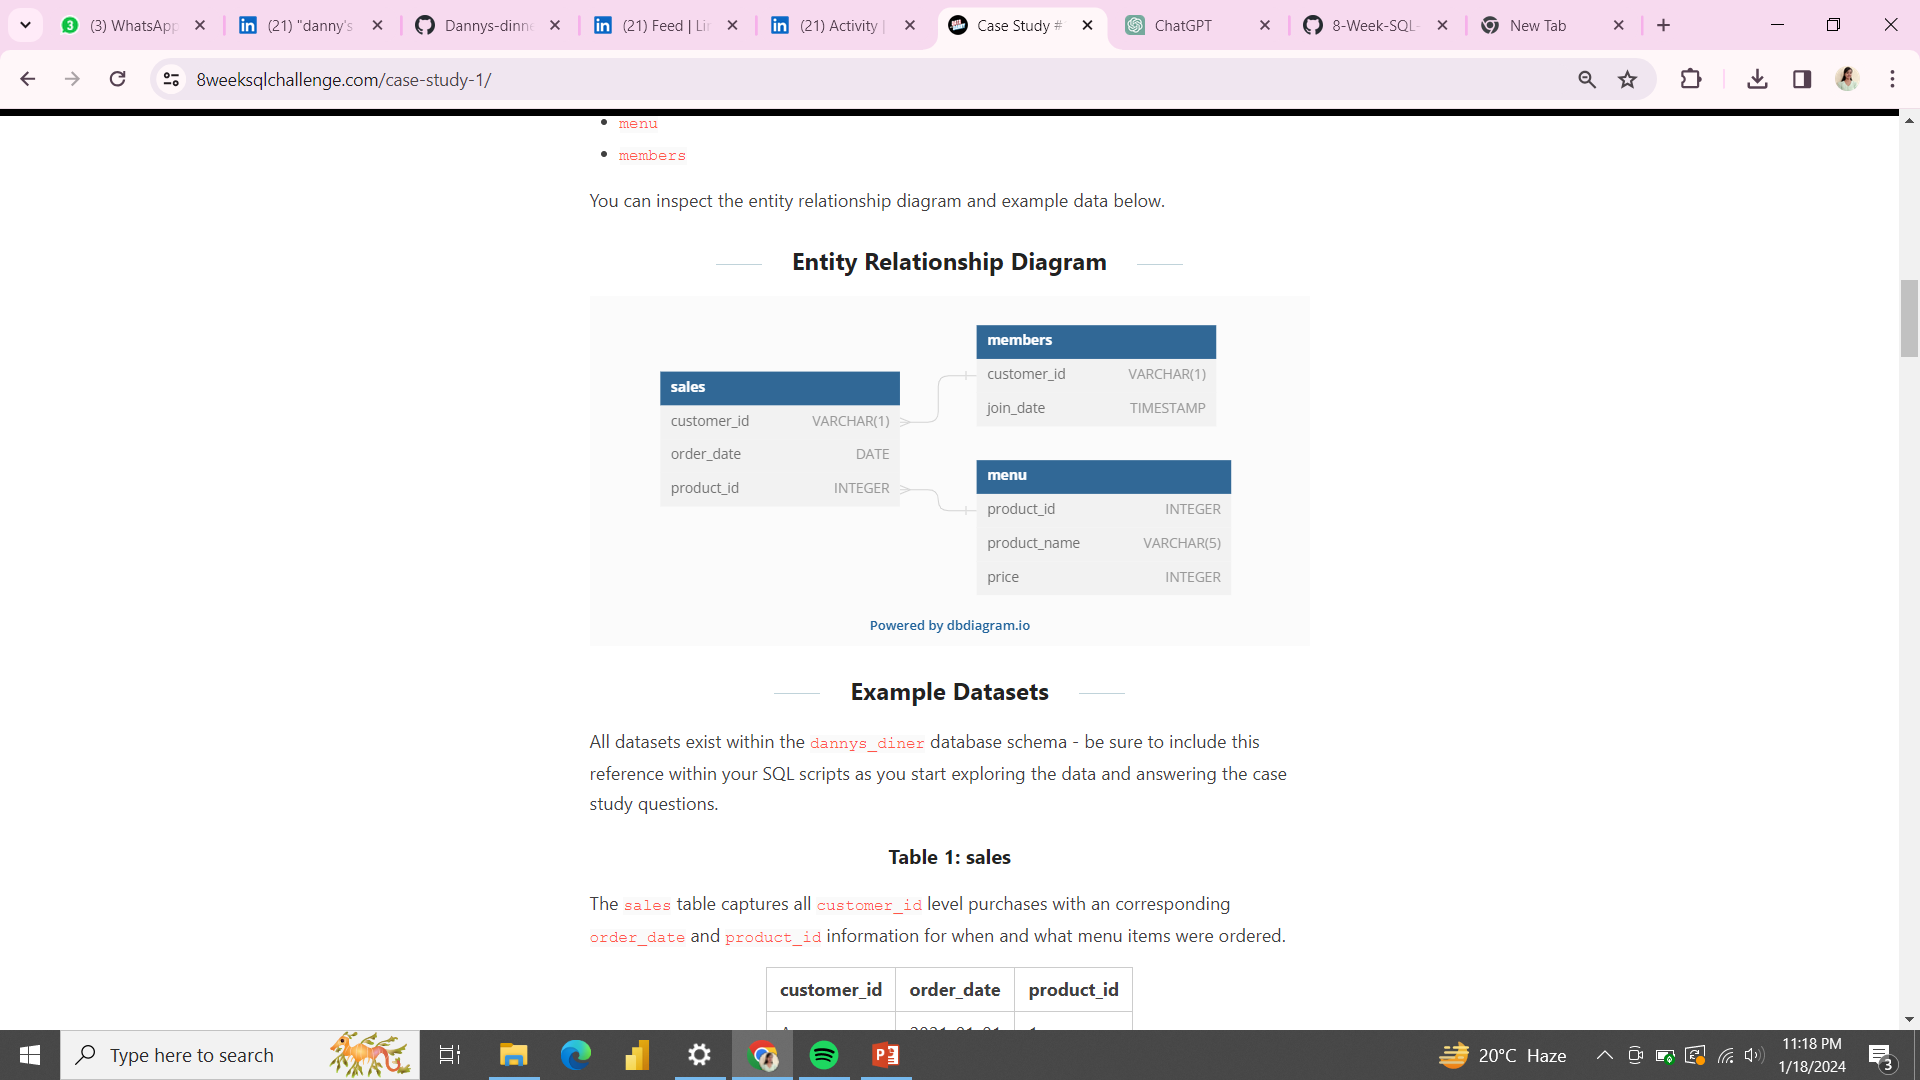 (3) WhatsApp
(21) "danny's
Dannys-dinne
(21) Feed | Lin
(21) Activity |
Case Study #
ChatGPT
8-Week-SQL-
New Tab
8weeksqlchallenge.com/case-study-1/
menu
members
You can inspect the entity relationship diagram and example data below.
Entity Relationship Diagram
members
customer_id VARCHAR(1)
join_date TIMESTAMP
sales
customer_id VARCHAR(1)
order_date DATE
product_id INTEGER
menu
product_id INTEGER
product_name VARCHAR(5)
price INTEGER
Powered by dbdiagram.io
Example Datasets
All datasets exist within the dannys_diner database schema - be sure to include this
reference within your SQL scripts as you start exploring the data and answering the case
study questions.
Table 1: sales
The sales table captures all customer_id level purchases with an corresponding
order_date and product_id information for when and what menu items were ordered.
customer_id order_date product_id
Type here to search
20°C Haze
11:18 PM
1/18/2024
3